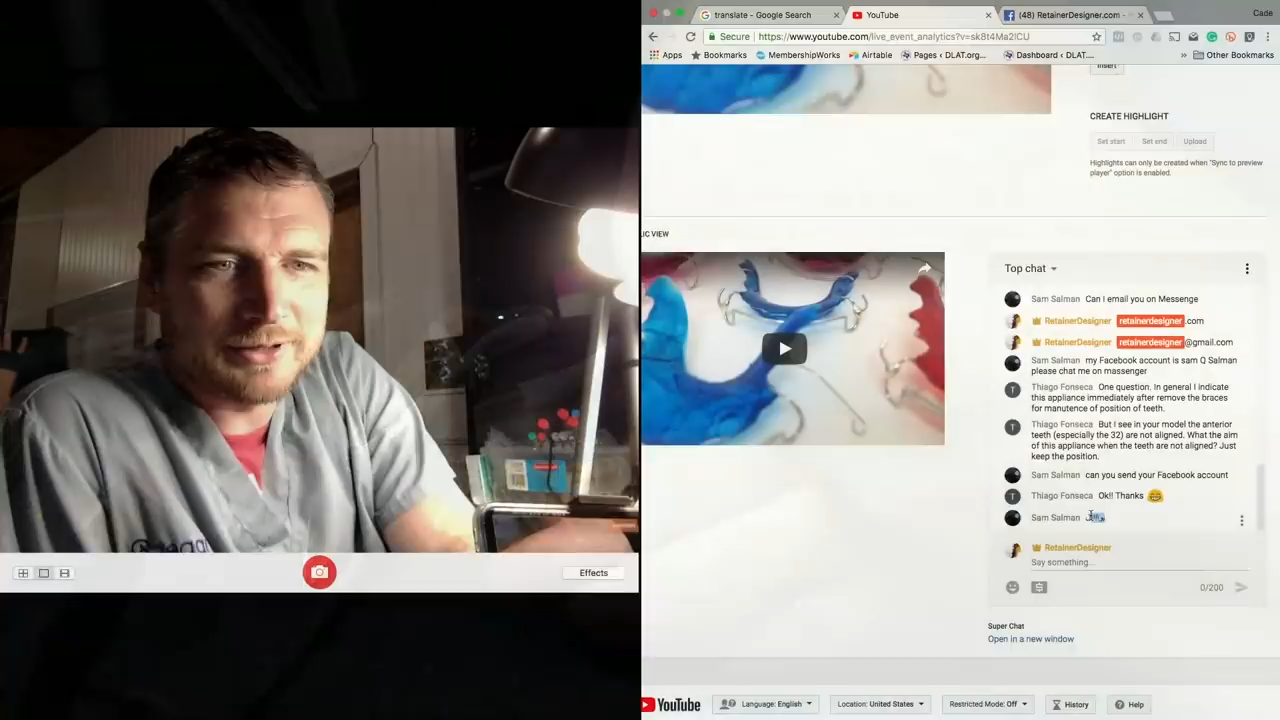 translate - Google Search
YouTube
(48) RetainerDesigner.com -
Cade
Secure
https://www.youtube.com/live_event_analytics?v=sk8t4Ma2ICU
Apps
Bookmarks
MembershipWorks
Airtable
Pages ‹ DLAT.org...
Dashboard ‹ DLAT....
»
Other Bookmarks
Insert
CREATE HIGHLIGHT
Set start
Set end
Upload
Highlights can only be created when "Sync to preview
player" option is enabled.
LIC VIEW
Top chat
Sam Salman Can I email you on Messenge
RetainerDesigner retainerdesigner.com
RetainerDesigner retainerdesigner@gmail.com
Sam Salman my Facebook account is sam Q Salman
please chat me on massenger
Thiago Fonseca One question. In general I indicate
this appliance immediately after remove the braces
for manutence of position of teeth.
Thiago Fonseca But I see in your model the anterior
teeth (especially the 32) are not aligned. What the aim
of this appliance when the teeth are not aligned? Just
keep the position.
Sam Salman can you send your Facebook account
T
Thiago Fonseca Ok!! Thanks
Sam Salman
RetainerDesigner
Say something...
0/200
Super Chat
Open in a new window
Effects
YouTube
Language: English
Location: United States
Restricted Mode: Off
History
Help